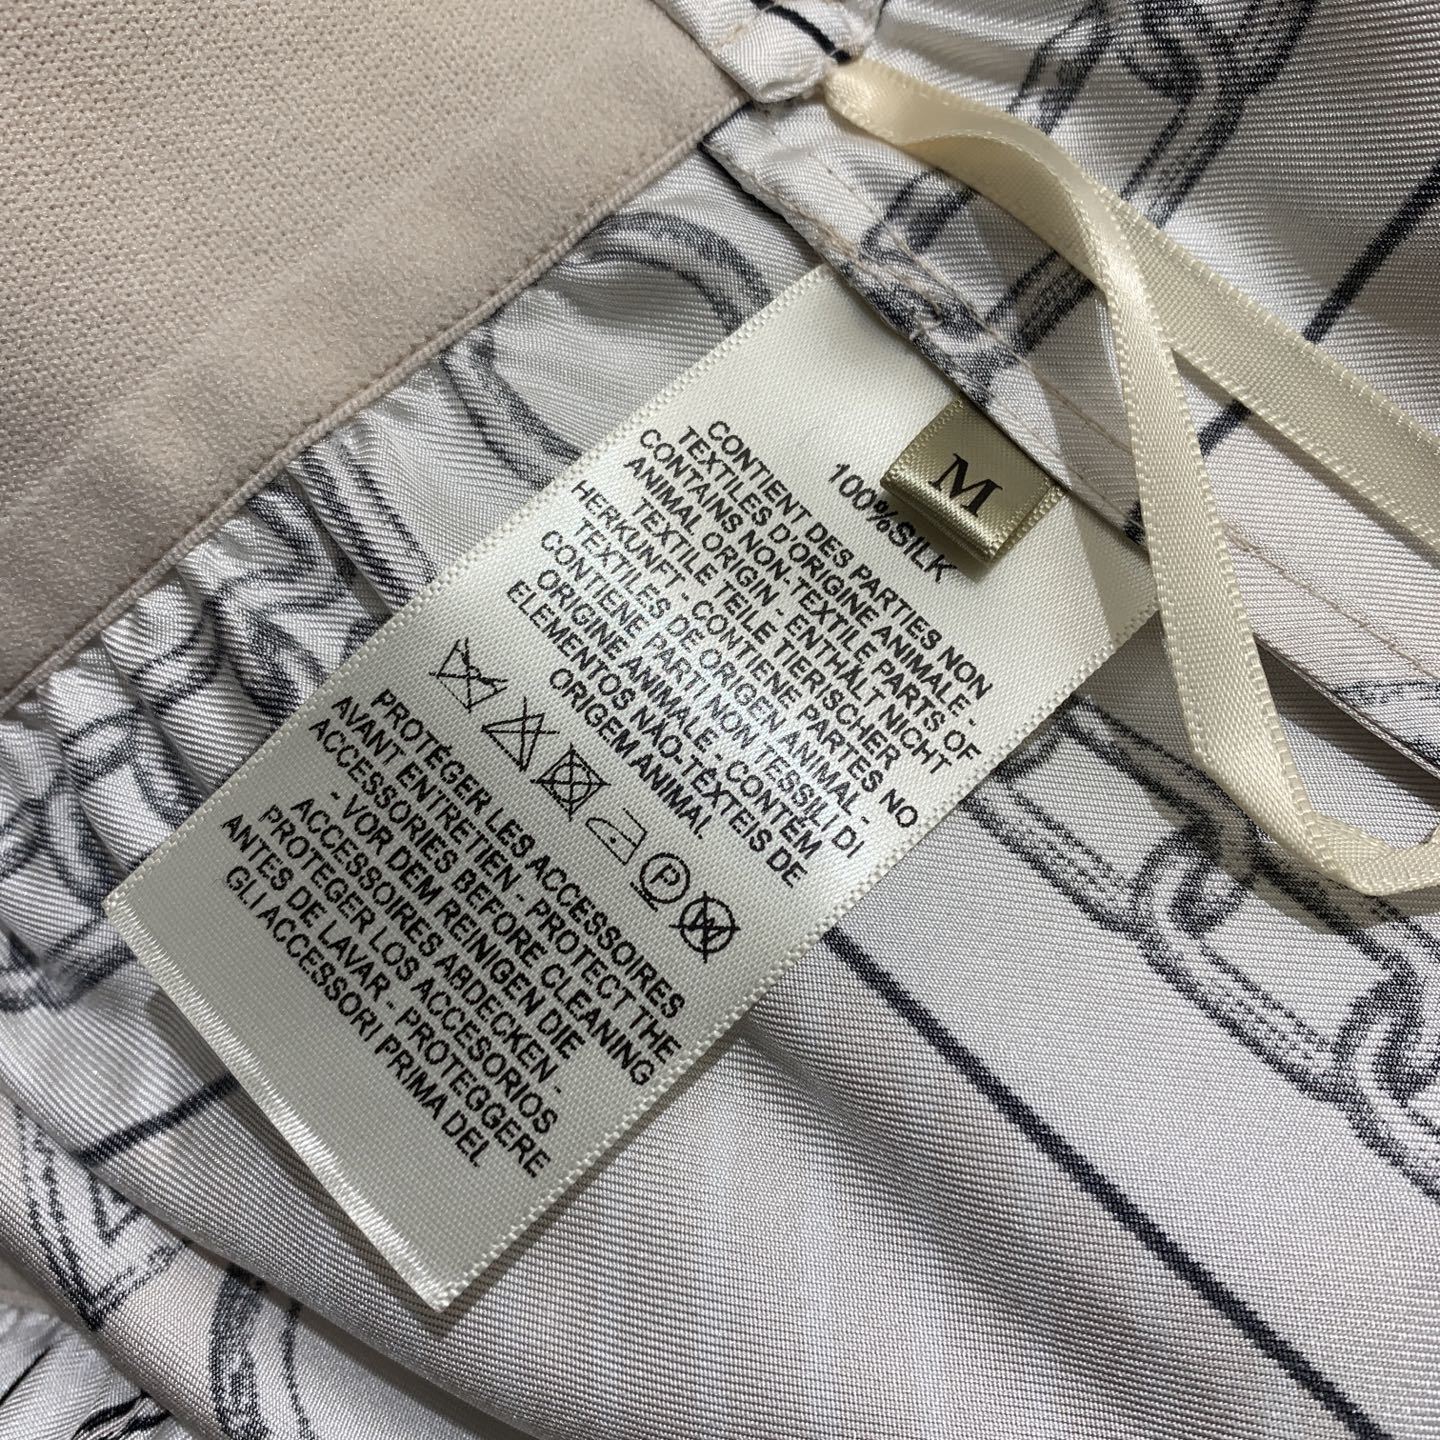 M
100%SILK
CONTIENT DES PARTIES NON
TEXTILES D'ORIGINE ANIMALE -
CONTAINS NON-TEXTILE PARTS OF
ANIMAL ORIGIN - ENTHÄLT NICHT
TEXTILE TEILE TIERISCHER
HERKUNFT - CONTIENE PARTES NO
TEXTILES DE ORIGEN ANIMAL -
CONTIENE PARTI NON TESSILI DI
ORIGINE ANIMALE - CONTÉM
ELEMENTOS NÃO-TÊXTEIS DE
ORIGEM ANIMAL
P
W
PROTÉGER LES ACCESSOIRES
AVANT ENTRETIEN - PROTECT THE
ACCESSORIES BEFORE CLEANING
- VOR DEM REINIGEN DIE
ACCESSOIRES ABDECKEN -
PROTEGER LOS ACCESORIOS
ANTES DE LAVAR - PROTEGGERE
GLI ACCESSORI PRIMA DEL